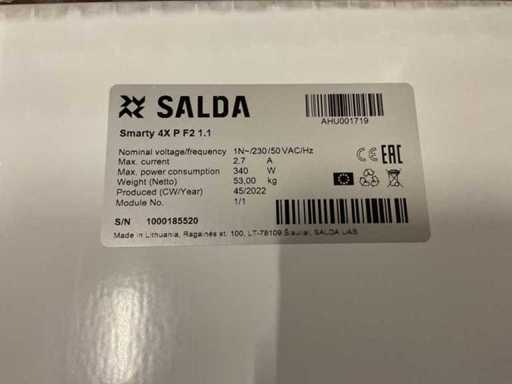 SALDA
AHU001719
Smarty 4X P F2 1.1
Nominal voltage/frequency 1N~/230/50 VAC/Hz
Max. current 2.7 A
Max. power consumption 340 W
Weight (Netto) 53,00 kg
Produced (CW/Year) 45/2022
Module No. 1/1
CE EAC
S/N 1000185520
Made in Lithuania, Ragainės st. 100, LT-78109 Šiauliai, SALDA UAB